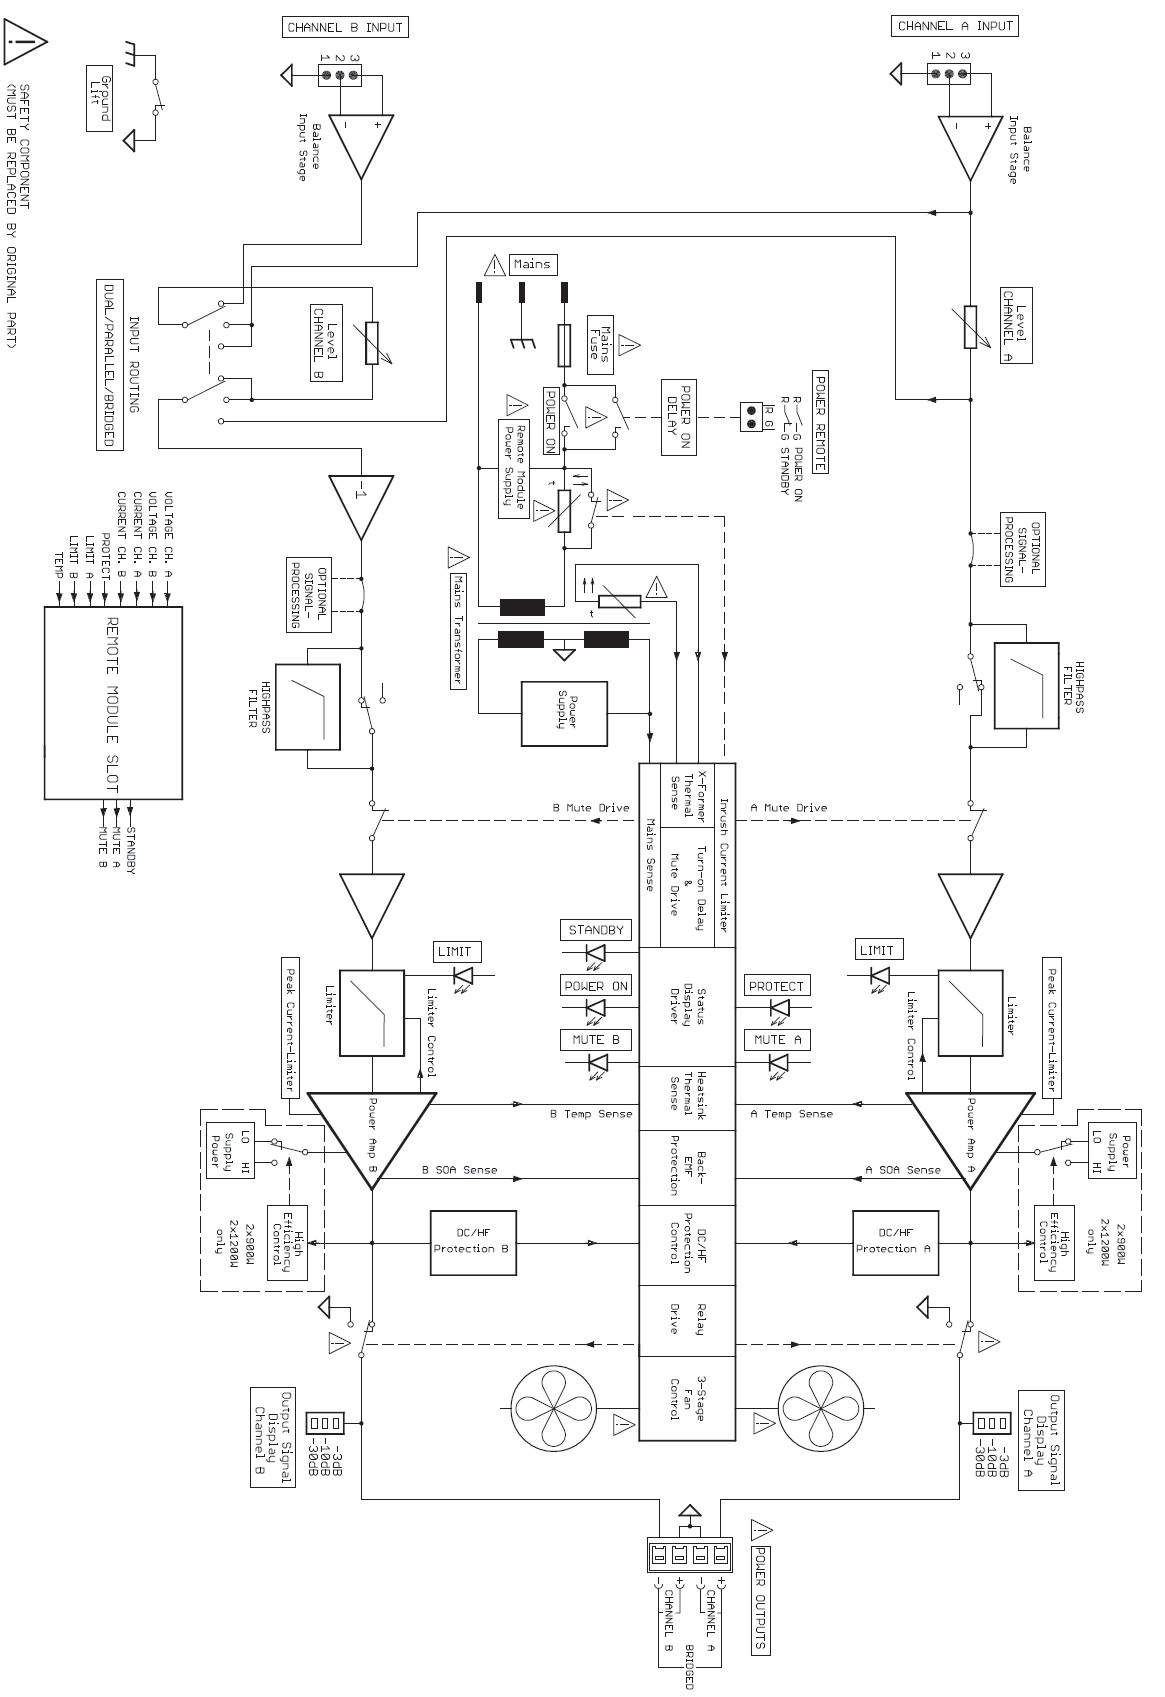 CHANNEL B INPUT
CHANNEL A INPUT
1 2 3
1 2 3
- +
- +
Balance
Input Stage
Balance
Input Stage
Ground
Lift
SAFETY COMPONENT
(MUST BE REPLACED BY ORIGINAL PART)
Mains
Mains
Fuse
Level
CHANNEL B
Level
CHANNEL A
INPUT ROUTING
DUAL/PARALLEL/BRIDGED
POWER ON
POWER ON
DELAY
R G
POWER REMOTE
R G POWER ON
R G STANDBY
Remote Module
Power Supply
t
-1
OPTIONAL
SIGNAL-
PROCESSING
OPTIONAL
SIGNAL-
PROCESSING
VOLTAGE CH. A
VOLTAGE CH. B
CURRENT CH. A
CURRENT CH. B
PROTECT
LIMIT A
LIMIT B
TEMP
REMOTE MODULE SLOT
STANDBY
MUTE A
MUTE B
Mains Transformer
t
Power
Supply
HIGHPASS
FILTER
HIGHPASS
FILTER
B Mute Drive
A Mute Drive
Mains Sense
X-Former
Thermal
Sense
Inrush Current Limiter
Turn-on Delay
&
Mute Drive
STANDBY
POWER ON
MUTE B
Status
Display
Driver
PROTECT
MUTE A
LIMIT
LIMIT
Limiter
Limiter Control
Limiter
Limiter Control
Peak Current-Limiter
Peak Current-Limiter
Power Amp B
Power Amp A
B Temp Sense
A Temp Sense
Heatsink
Thermal
Sense
B SOA Sense
A SOA Sense
Back-
EMF
Protection
Power
Supply
LO HI
Power
Supply
LO HI
High
Efficiency
Control
High
Efficiency
Control
2x900W
2x1200W
only
2x900W
2x1200W
only
DC/HF
Protection B
DC/HF
Protection A
DC/HF
Protection
Control
Relay
Drive
3-Stage
Fan
Control
Output Signal
Display
Channel B
-3dB
-10dB
-30dB
Output Signal
Display
Channel A
-3dB
-10dB
-30dB
POWER OUTPUTS
- + - +
CHANNEL A
CHANNEL B
BRIDGED